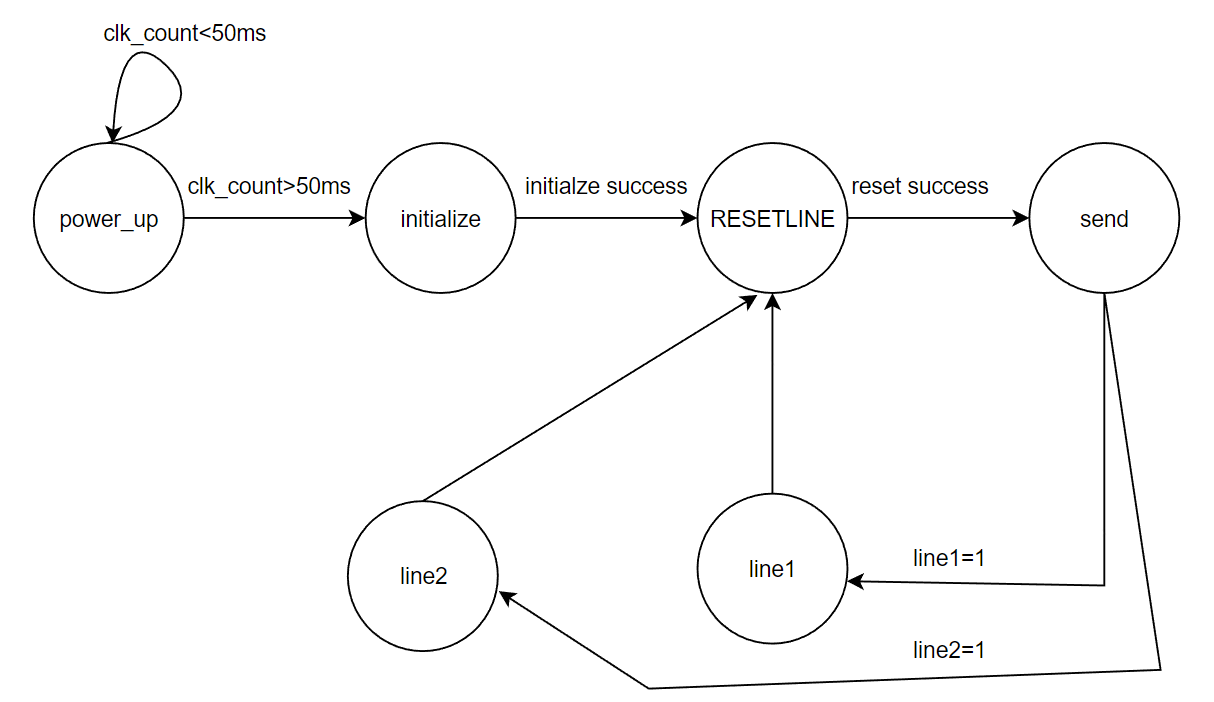 clk_count<50ms
clk_count>50ms
initialze success
reset success
power_up
initialize
RESETLINE
send
line1=1
line2
line1
line2=1